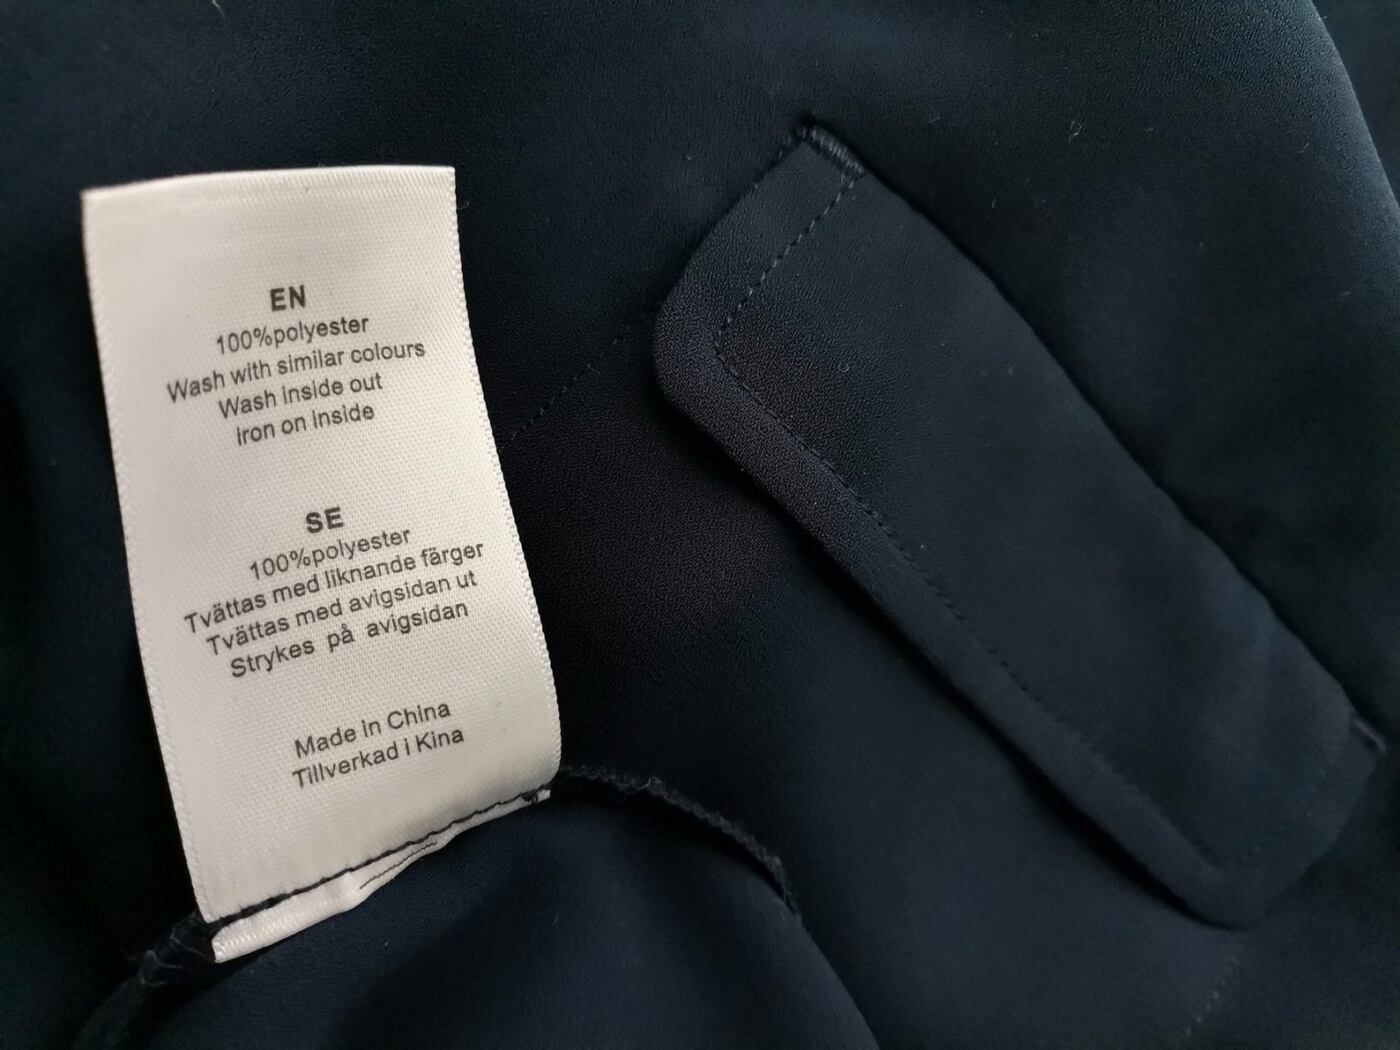 EN
100%polyester
Wash with similar colours
Wash inside out
Iron on inside
SE
100%polyester
Tvättas med liknande färger
Tvättas med avigsidan ut
Strykes på avigsidan
Made in China
Tillverkad i Kina